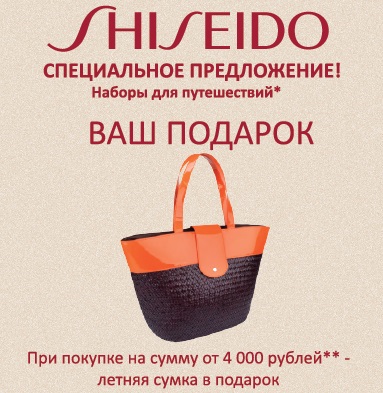 SHISEIDO
СПЕЦИАЛЬНОЕ ПРЕДЛОЖЕНИЕ!
Наборы для путешествий*
ВАШ ПОДАРОК
При покупке на сумму от 4 000 рублей** -
летняя сумка в подарок